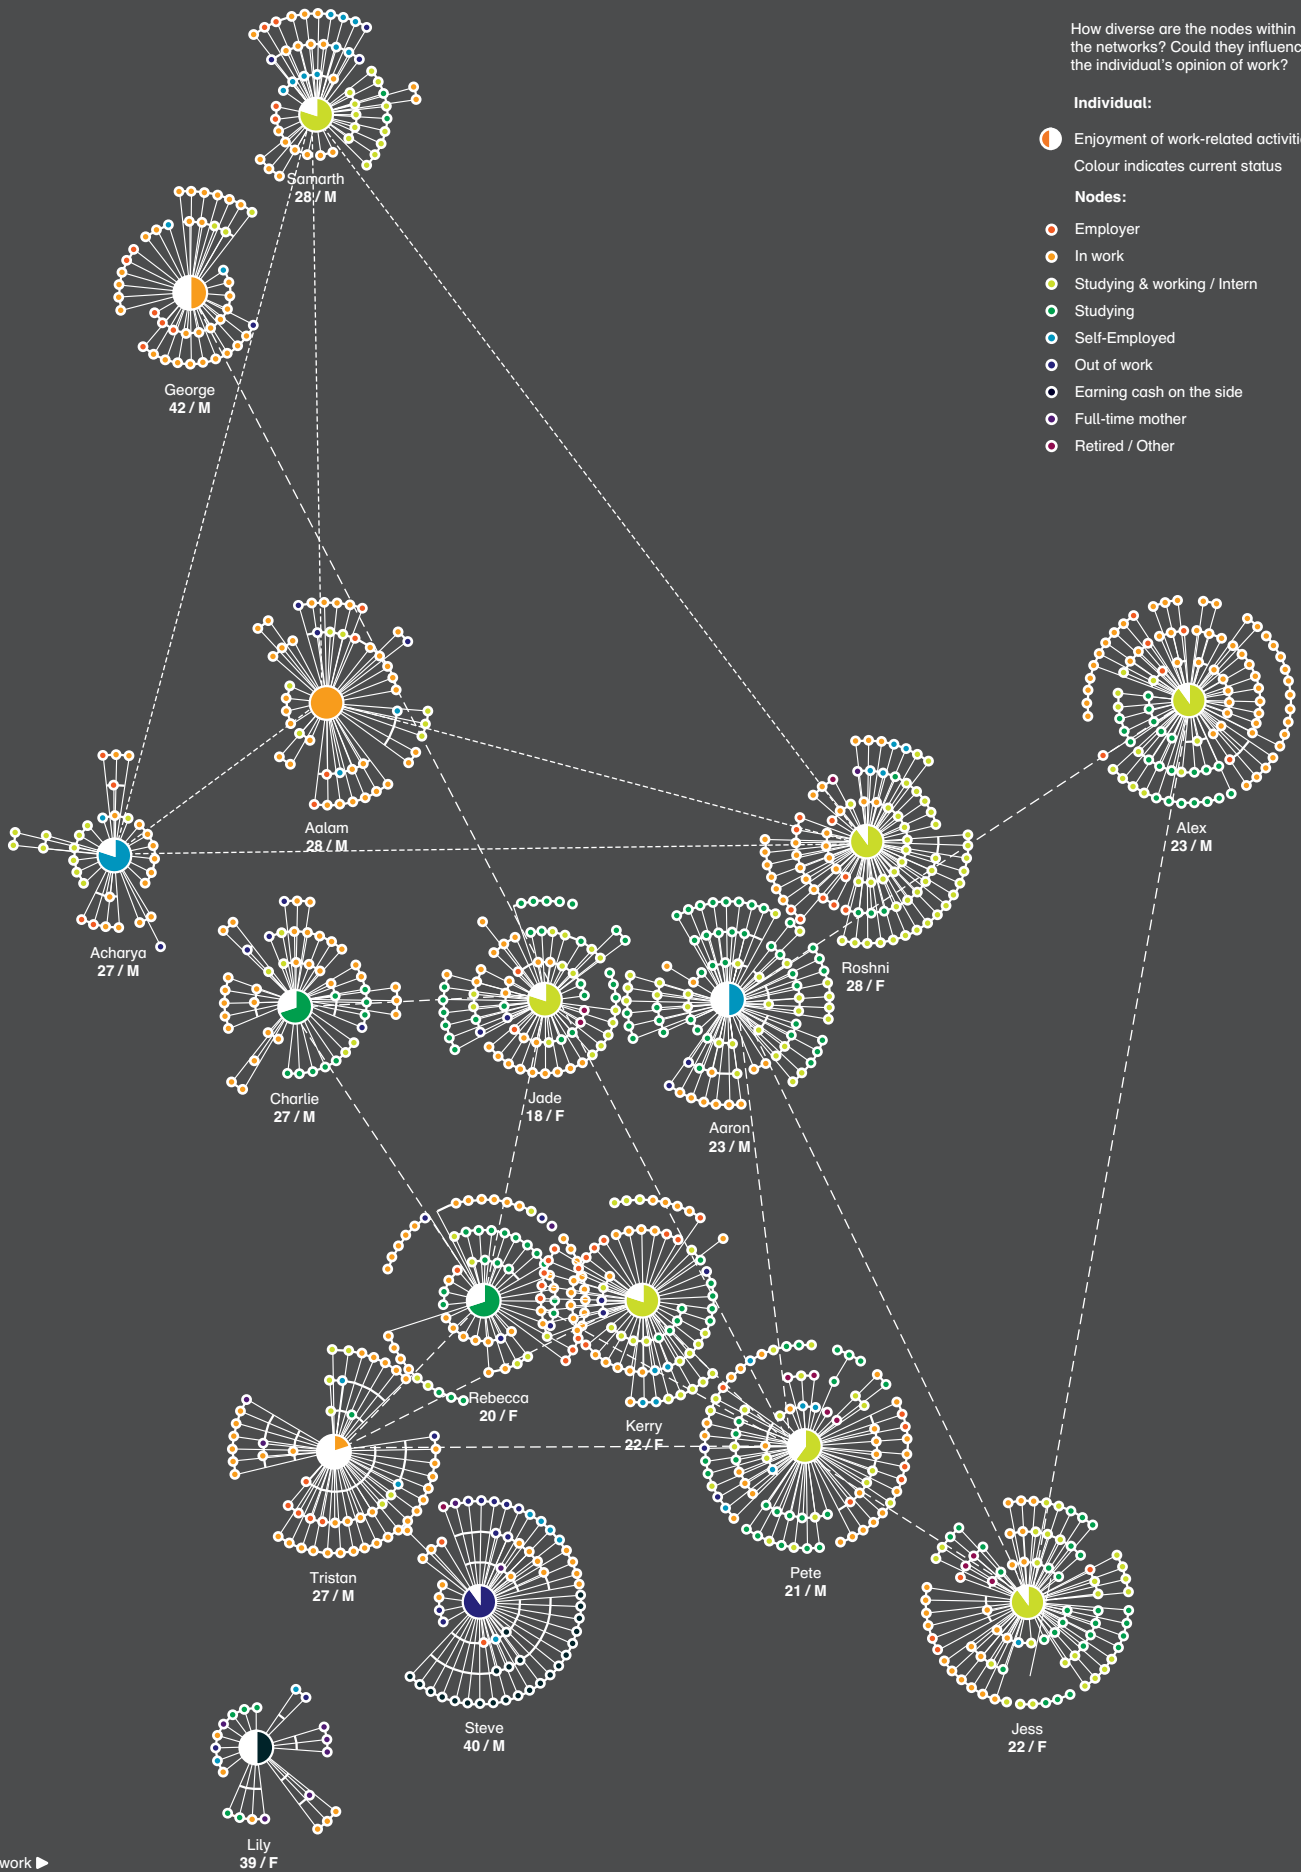 How diverse are the nodes within
the networks? Could they influenc
the individual's opinion of work?
Individual:
Enjoyment of work-related activiti
Colour indicates current status
Nodes:
Employer
In work
Studying & working / Intern
Studying
Self-Employed
Out of work
Earning cash on the side
Full-time mother
Retired / Other
Samarth
28 / M
George
42 / M
Aalam
28 / M
Alex
23 / M
Acharya
27 / M
Roshni
28 / F
Charlie
27 / M
Jade
18 / F
Aaron
23 / M
Rebecca
20 / F
Kerry
22 / F
Tristan
27 / M
Pete
21 / M
Steve
40 / M
Jess
22 / F
Lily
39 / F
work